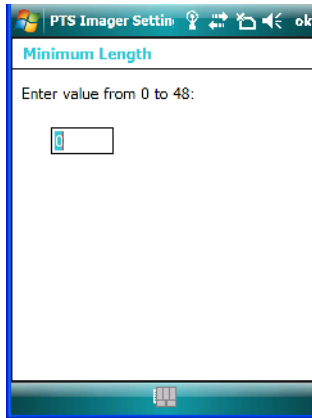 PTS Imager Settin
ok
Minimum Length
Enter value from 0 to 48:
0